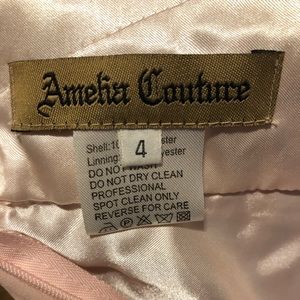 Amelia Couture
4
Shell:
Linning:
DO NOT WASH
DO NOT DRY CLEAN
PROFESSIONAL
SPOT CLEAN ONLY
REVERSE FOR CARE